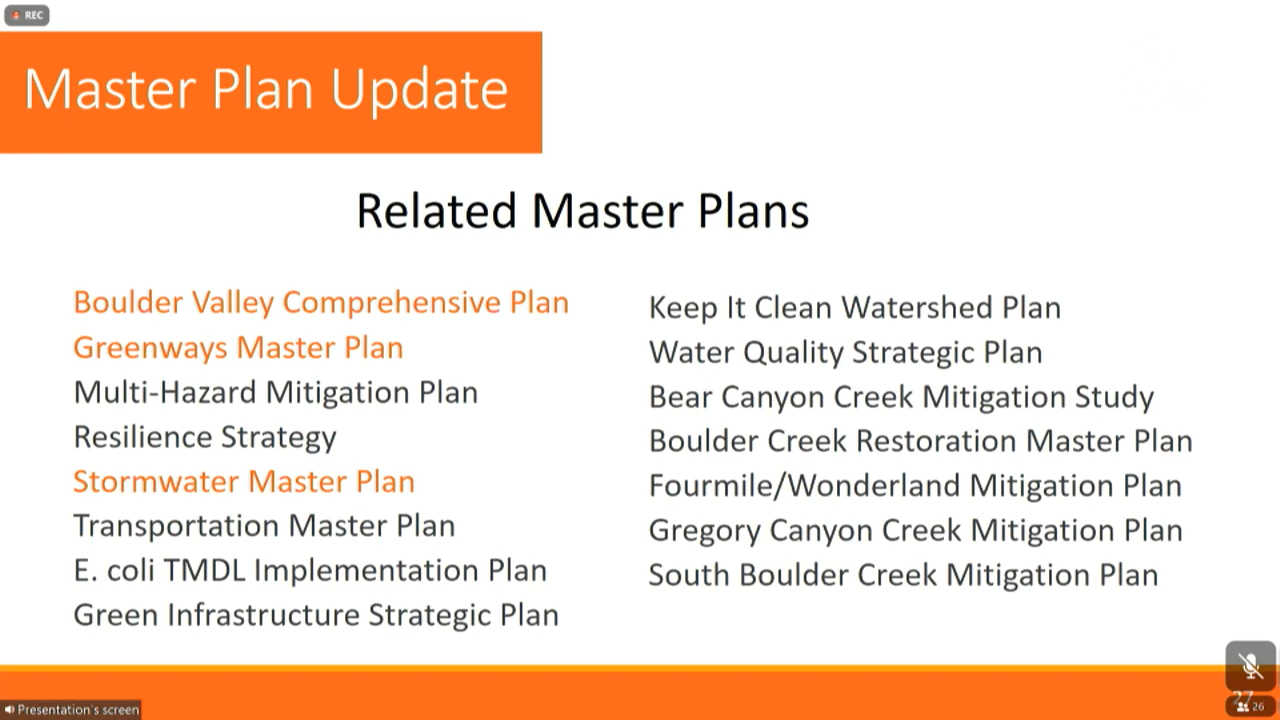 REC
Master Plan Update
Related Master Plans
Boulder Valley Comprehensive Plan
Greenways Master Plan
Multi-Hazard Mitigation Plan
Resilience Strategy
Stormwater Master Plan
Transportation Master Plan
E. coli TMDL Implementation Plan
Green Infrastructure Strategic Plan
Keep It Clean Watershed Plan
Water Quality Strategic Plan
Bear Canyon Creek Mitigation Study
Boulder Creek Restoration Master Plan
Fourmile/Wonderland Mitigation Plan
Gregory Canyon Creek Mitigation Plan
South Boulder Creek Mitigation Plan
27
26
Presentation's screen